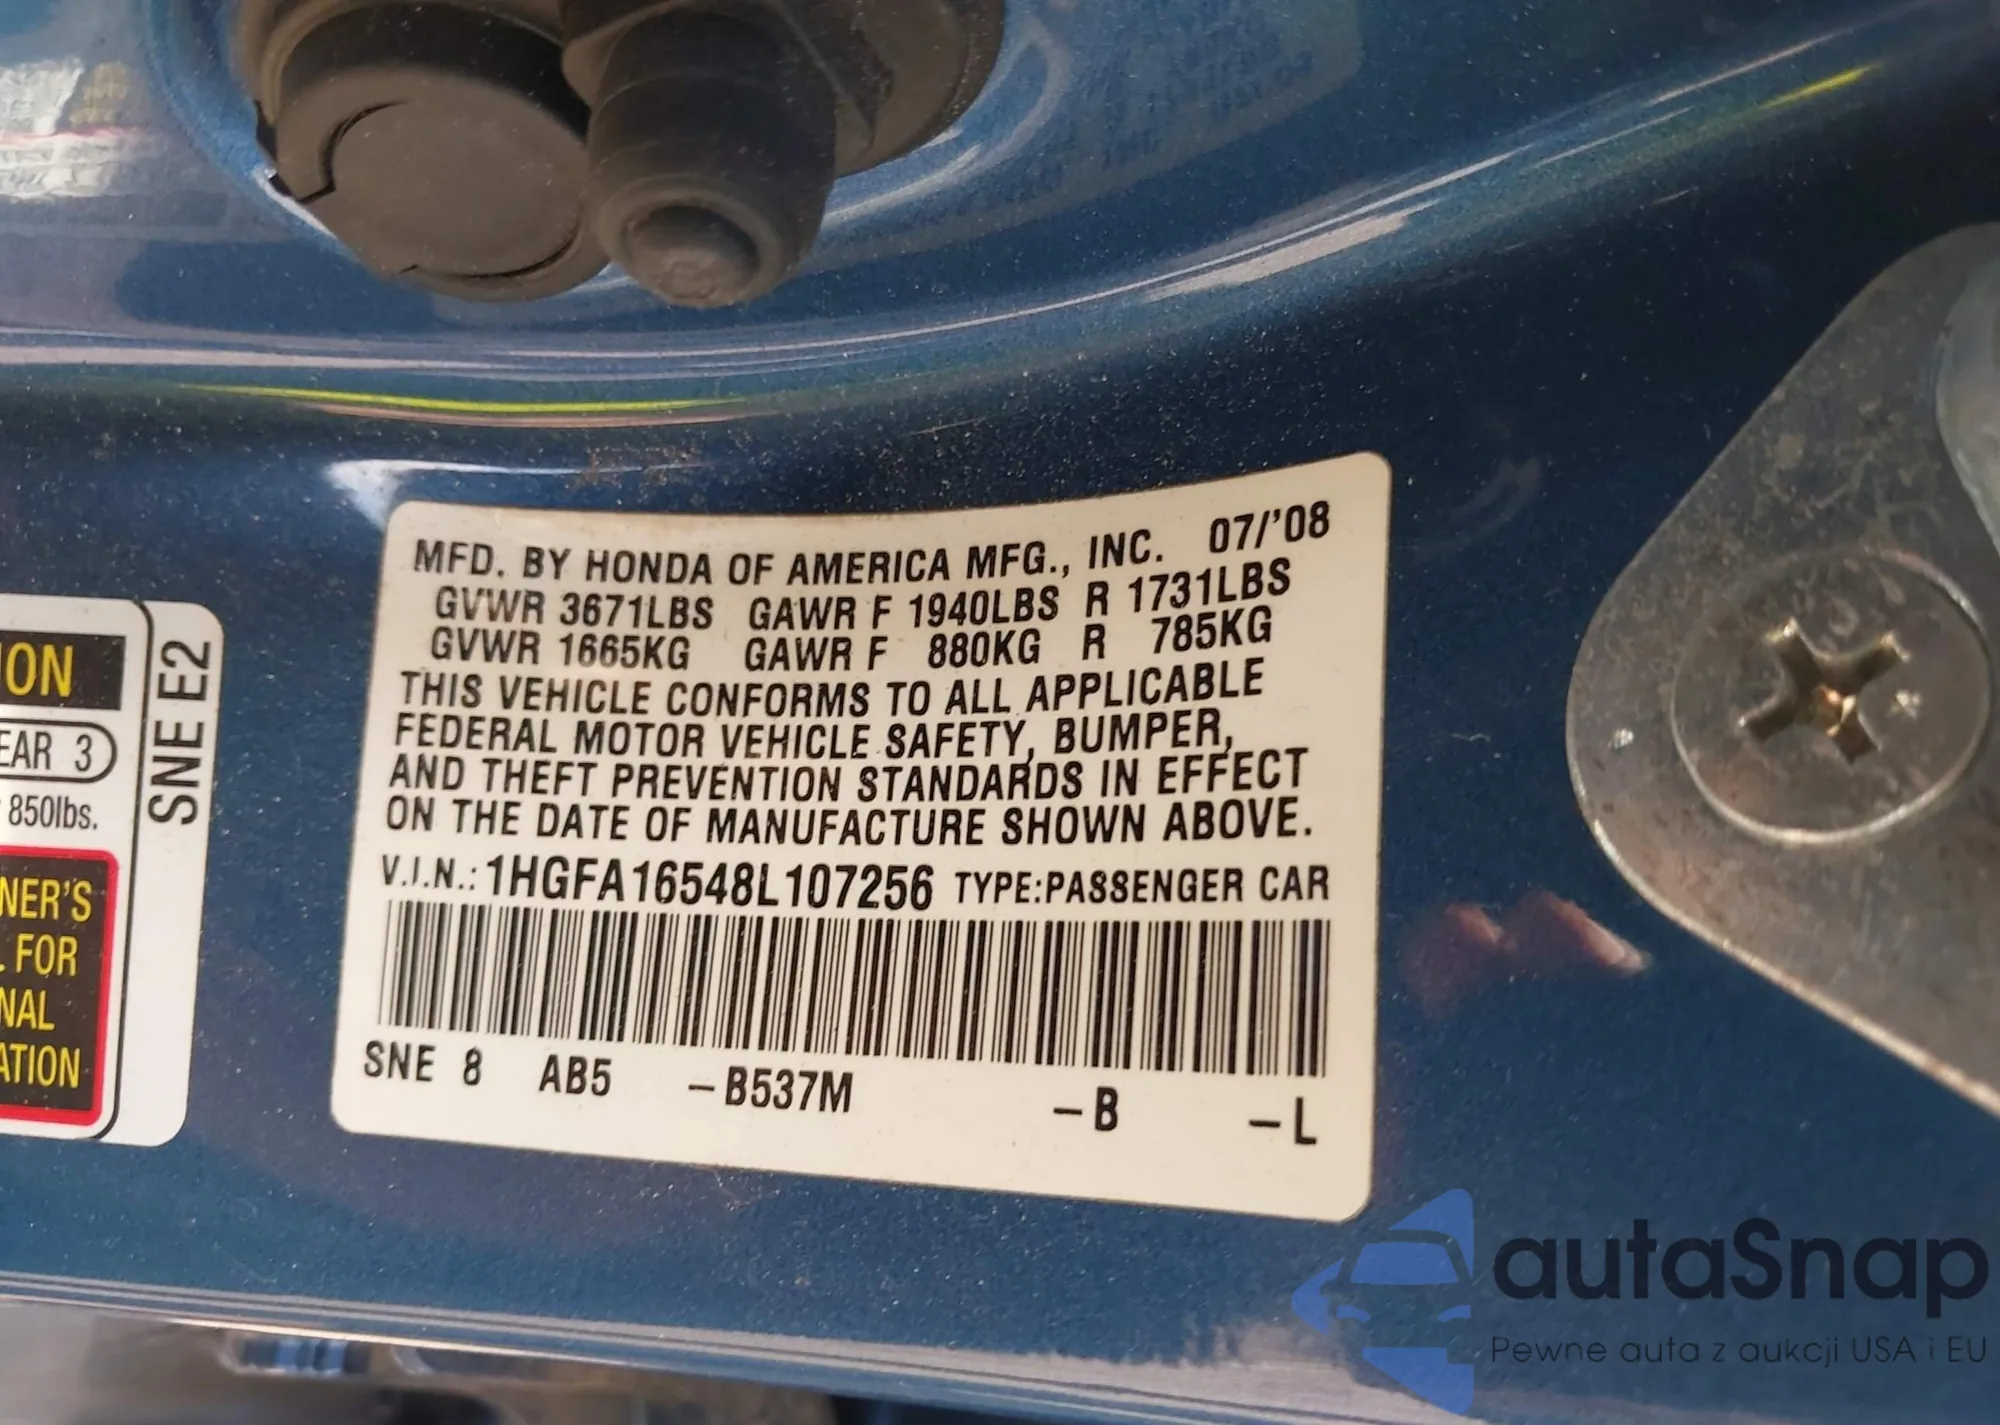 MFD. BY HONDA OF AMERICA MFG., INC. 07/'08
GVWR 3671LBS GAWR F 1940LBS R 1731LBS
GVWR 1665KG GAWR F 880KG R 785KG
THIS VEHICLE CONFORMS TO ALL APPLICABLE
FEDERAL MOTOR VEHICLE SAFETY, BUMPER,
AND THEFT PREVENTION STANDARDS IN EFFECT
ON THE DATE OF MANUFACTURE SHOWN ABOVE.
V.I.N.: 1HGFA16548L107256 TYPE:PASSENGER CAR
SNE 8 AB5 –B537M –B –L
ION
EAR 3
850lbs.
NER'S
. FOR
NAL
ATION
SNE E2
autaSnap
Pewne auta z aukcji USA i EU